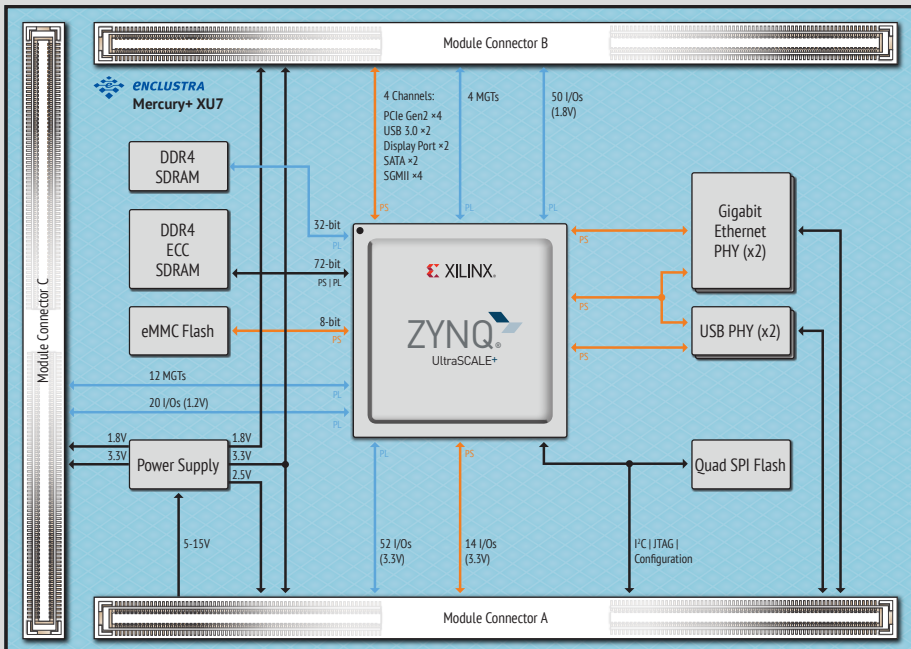 Module Connector B
ENCLUSTRA
Mercury+ XU7
4 Channels:
PCIe Gen2 ×4
USB 3.0 ×2
Display Port ×2
SATA ×2
SGMII ×4
PS
4 MGTs
PL
50 I/Os
(1.8V)
PL
Module Connector C
DDR4
SDRAM
32-bit
PL
DDR4
ECC
SDRAM
72-bit
PS | PL
eMMC Flash
8-bit
PS
12 MGTs
PL
20 I/Os (1.2V)
PL
XILINX®
ZYNQ®
UltraSCALE+
PS
Gigabit
Ethernet
PHY (x2)
PS
USB PHY (x2)
PS
1.8V
3.3V
Power Supply
1.8V
3.3V
2.5V
5-15V
PL
52 I/Os
(3.3V)
PS
14 I/Os
(3.3V)
Quad SPI Flash
I²C | JTAG |
Configuration
Module Connector A